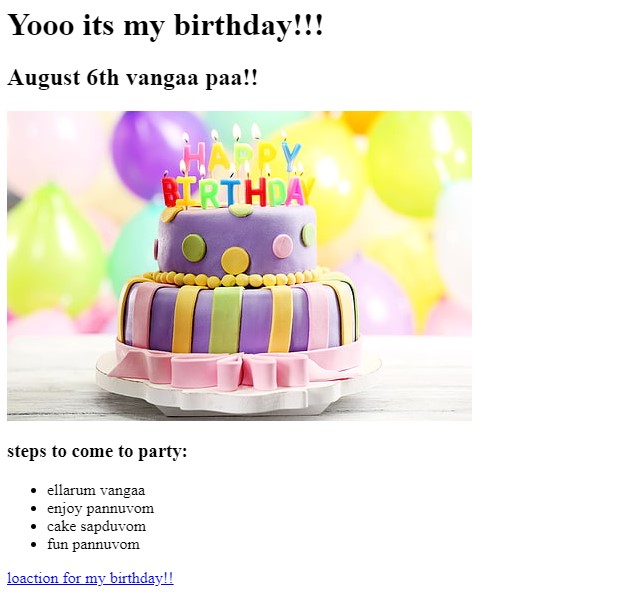 Yooo its my birthday!!!
August 6th vangaa paa!!
HAPPY
BIRTHDAY
steps to come to party:
ellarum vangaa
enjoy pannuvom
cake sapduvom
fun pannuvom
loaction for my birthday!!